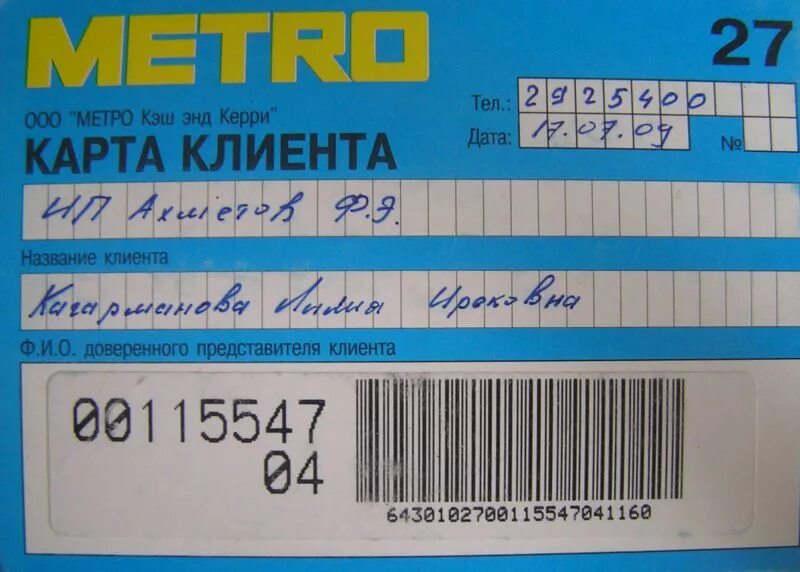 METRO 27
ООО "МЕТРО Кэш энд Керри"
Тел.: 2925400
КАРТА КЛИЕНТА
Дата: 17.07.09 №
ИП Ахметов Ф.Э.
Название клиента
Кагарманова Лилия Ираковна
Ф.И.О. доверенного представителя клиента
00115547
04
6430102700115547041160